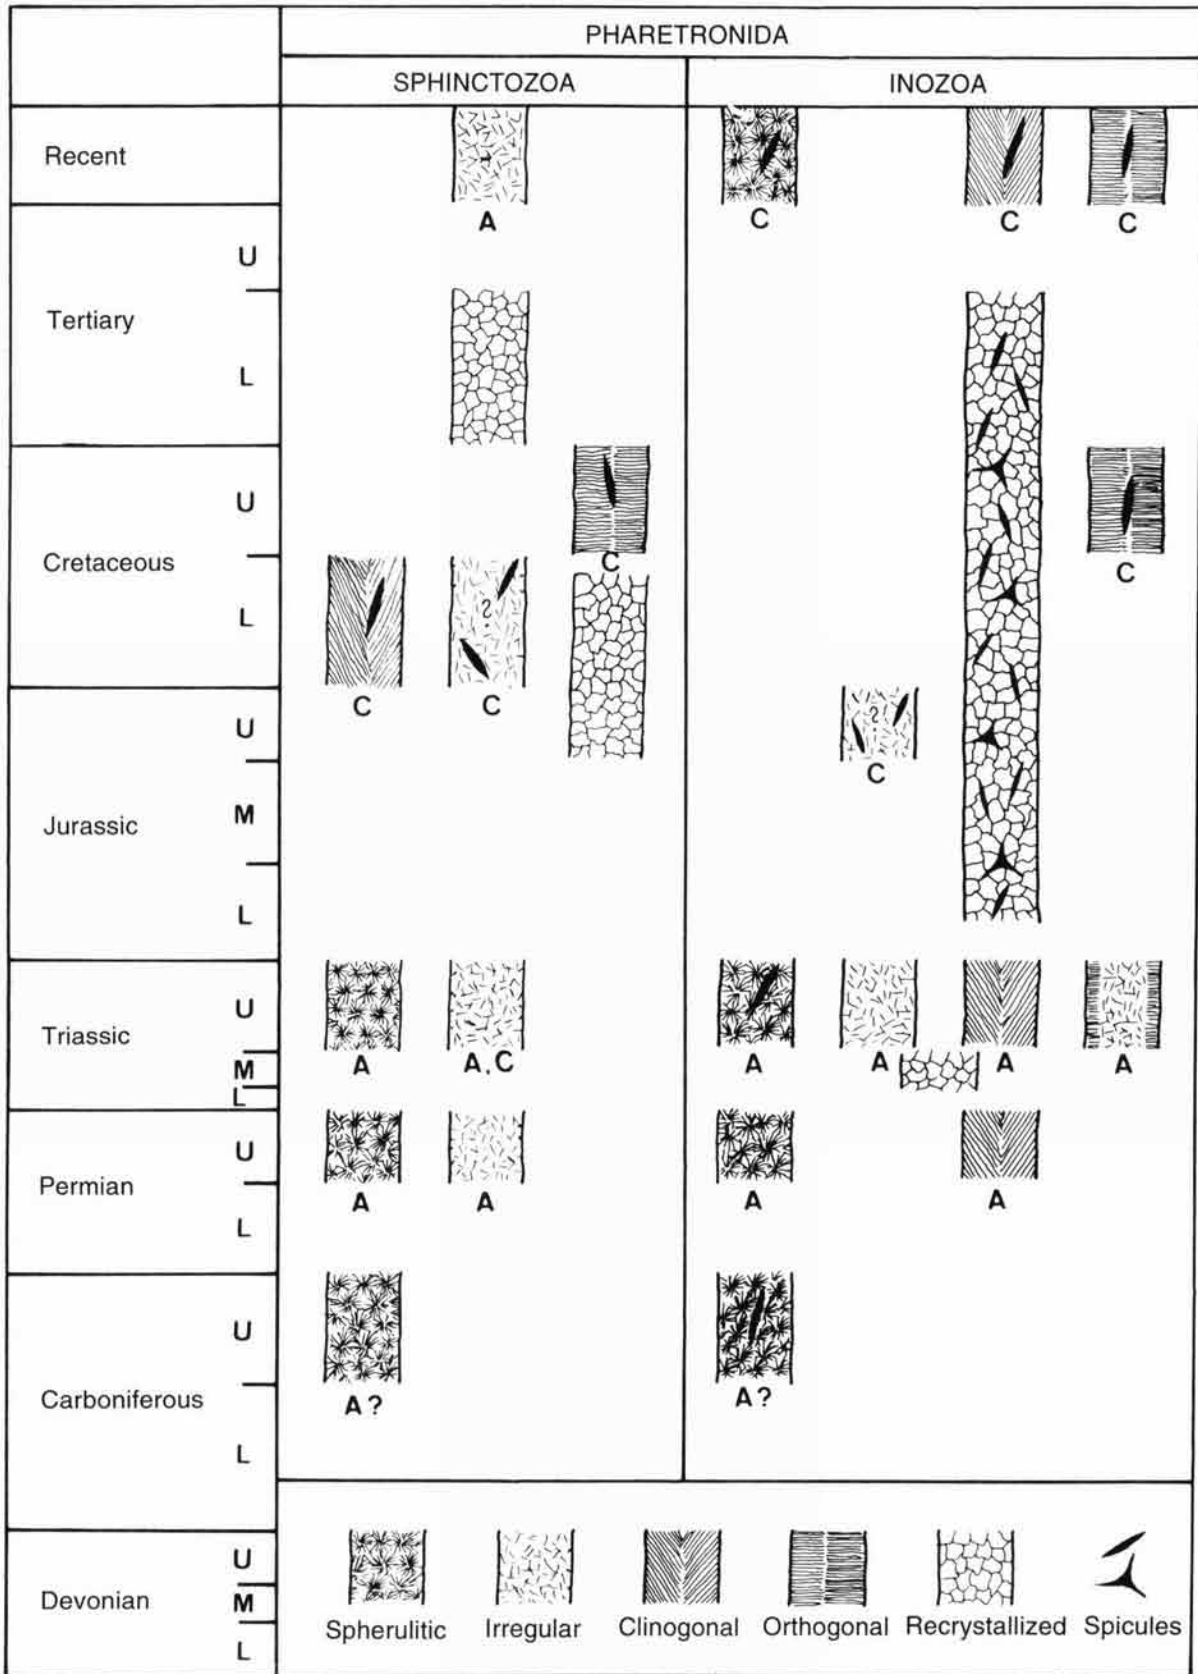 PHARETRONIDA
SPHINCTOZOA INOZOA
Recent
A C C C
Tertiary
U
L
Cretaceous
U
C C
L
? 
C C
Jurassic
U
?
C
M
L
Triassic
U
M
L
A A,C A A A A
Permian
U
A A A A
L
Carboniferous
U
A? A?
L
Devonian
U
M
L
Spherulitic Irregular Clinogonal Orthogonal Recrystallized Spicules